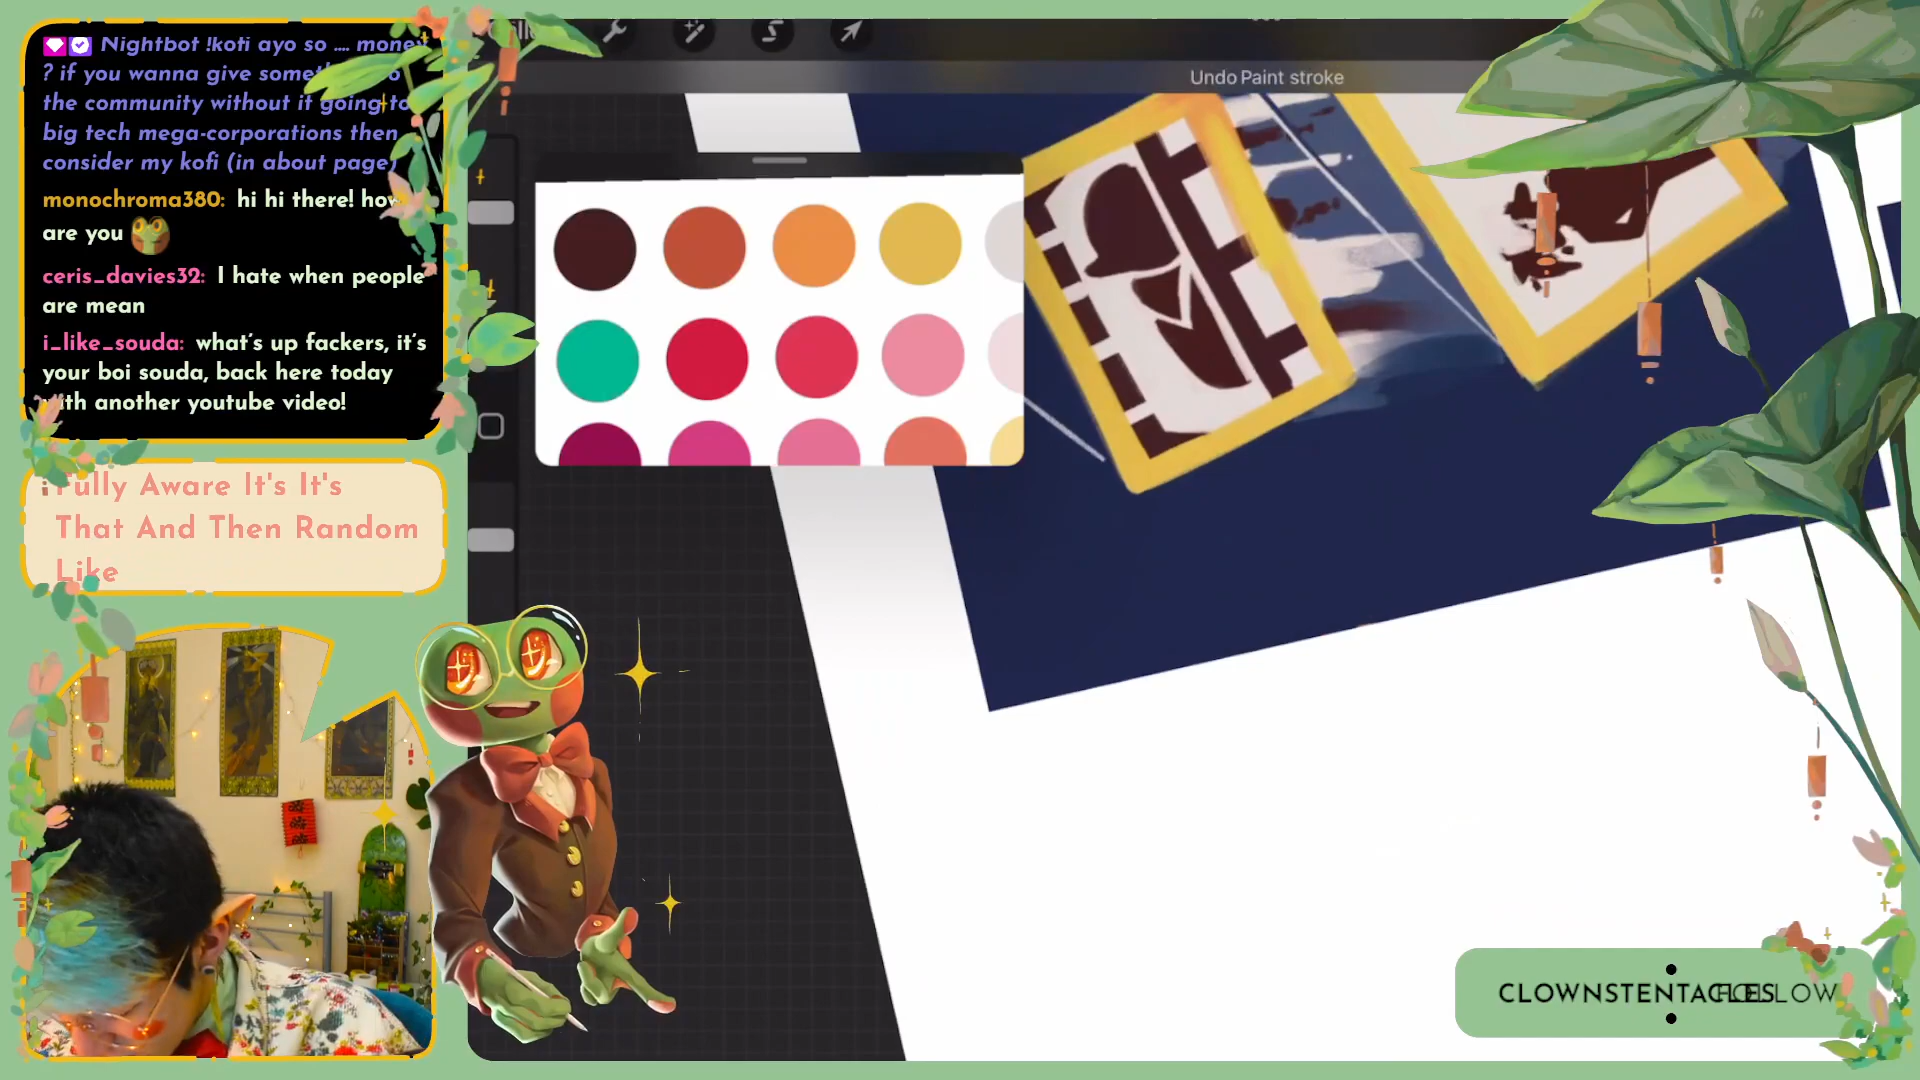 Nightbot !koti ayo so .... money
? if you wanna give
the community without it going to
big tech mega-corporations then
consider my kofi (in about page)
monochroma380: hi hi there! how
are you
ceris_davies32: I hate when people
are mean
i_like_souda: what's up fackers, it's
your boi souda, back here today
with another youtube video!
Fully Aware It's It's
That And Then Random
Like
Undo Paint stroke
CLOWNSTENTACLES